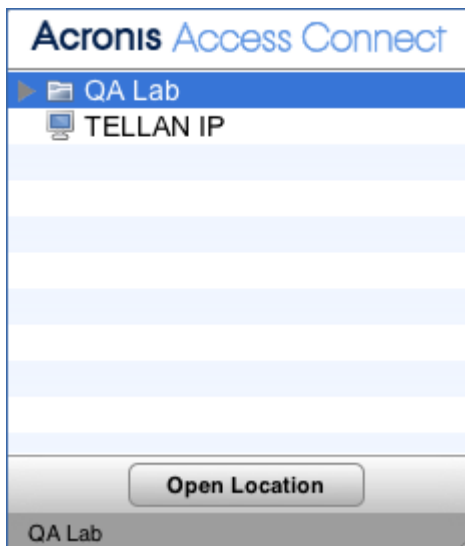 Acronis Access Connect
QA Lab
TELLAN IP
Open Location
QA Lab